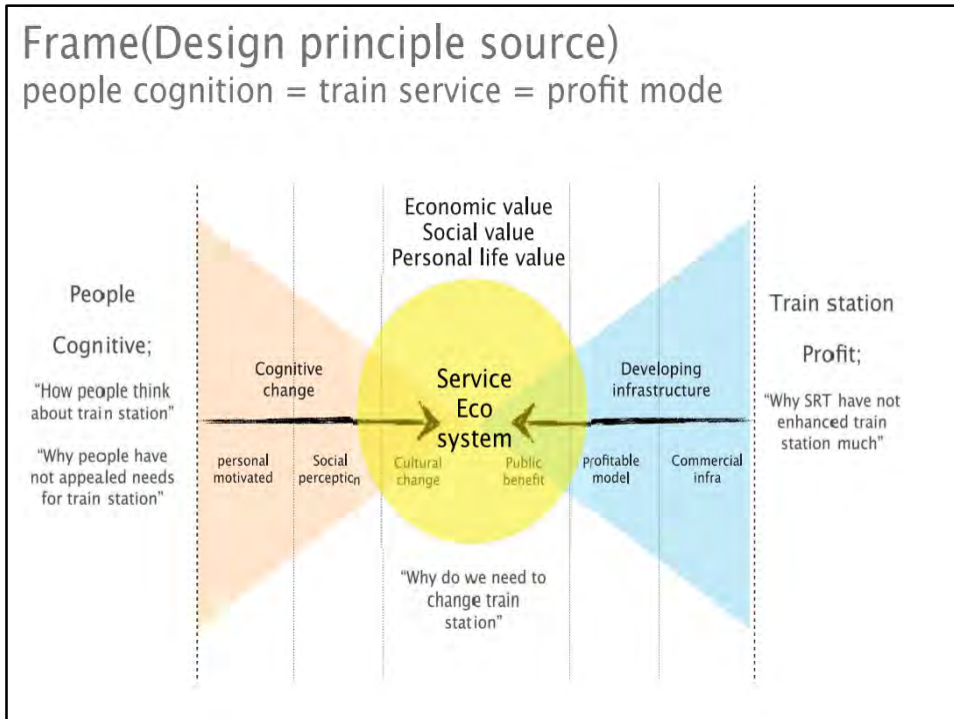 Frame(Design principle source)
people cognition = train service = profit mode
Economic value
Social value
Personal life value
People
Cognitive;
“How people think
about train station”
“Why people have
not appealed needs
for train station”
Cognitive
change
personal
motivated
Social
perception
Service
Eco
system
Cultural
change
Public
benefit
“Why do we need to
change train
station”
Developing
infrastructure
profitable
model
Commercial
infra
Train station
Profit;
“Why SRT have not
enhanced train
station much”